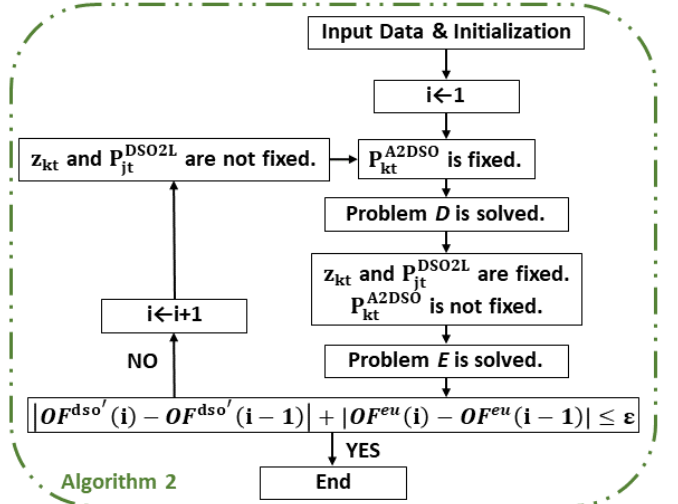 Input Data & Initialization
i←1
z_kt and P_jt^DSO2L are not fixed.
P_kt^A2DSO is fixed.
Problem D is solved.
z_kt and P_jt^DSO2L are fixed.
P_kt^A2DSO is not fixed.
i←i+1
NO
Problem E is solved.
|OF^dso′(i) − OF^dso′(i − 1)| + |OF^eu(i) − OF^eu(i − 1)| ≤ ε
YES
Algorithm 2
End